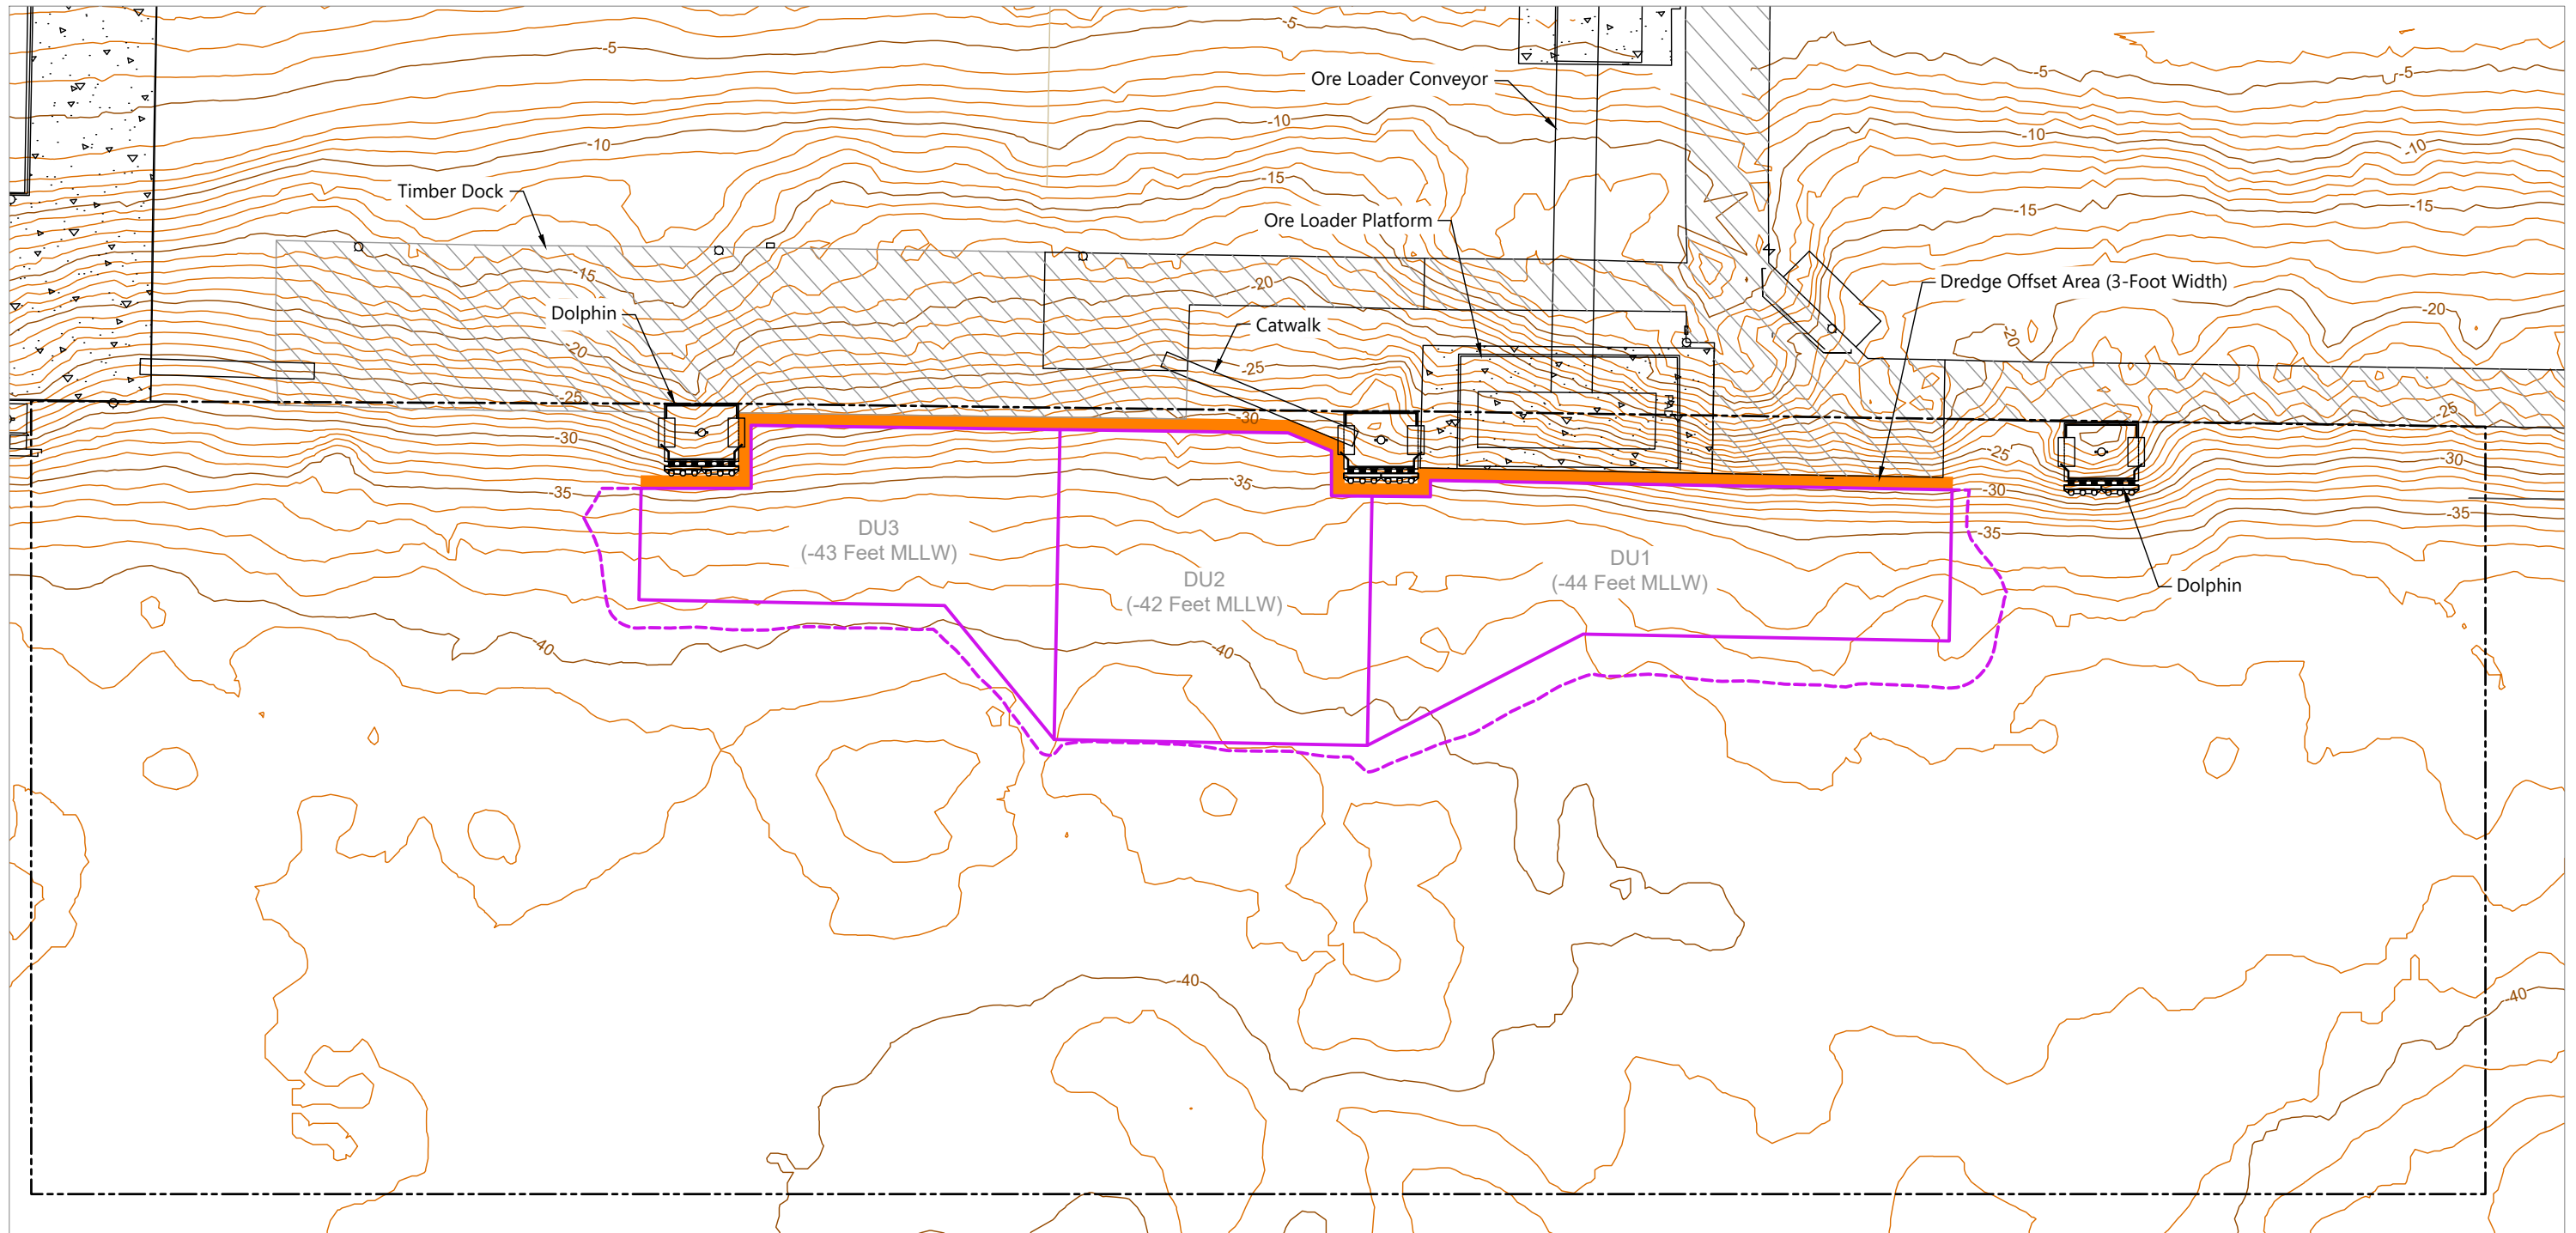 -5
-5
-5
-5
Ore Loader Conveyor
-10
-10
-10
-10
Timber Dock
-15
-15
-15
Ore Loader Platform
-15
-20
Dredge Offset Area (3-Foot Width)
Dolphin
Catwalk
-20
-20
-20
-25
-25
-25
-30
-30
-25
-30
-35
-35
-30
-35
-35
DU3
(-43 Feet MLLW)
DU2
(-42 Feet MLLW)
DU1
(-44 Feet MLLW)
Dolphin
-40
-40
-40
-40